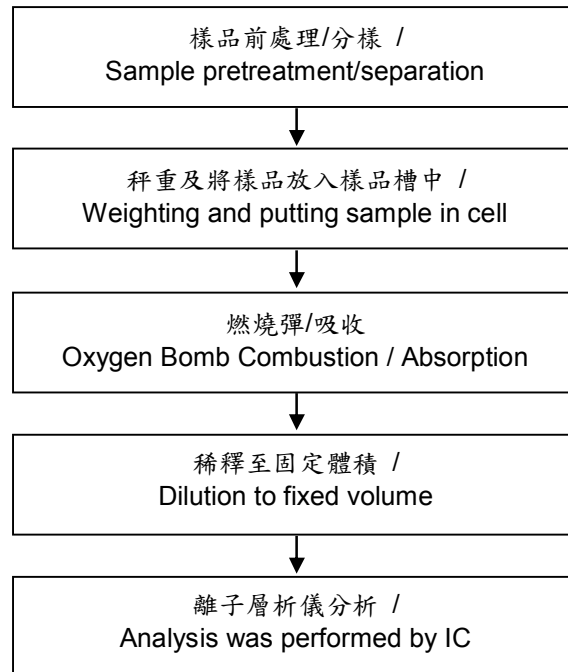 樣品前處理/分樣 /
Sample pretreatment/separation
秤重及將樣品放入樣品槽中 /
Weighting and putting sample in cell
燃燒彈/吸收
Oxygen Bomb Combustion / Absorption
稀釋至固定體積 /
Dilution to fixed volume
離子層析儀分析 /
Analysis was performed by IC